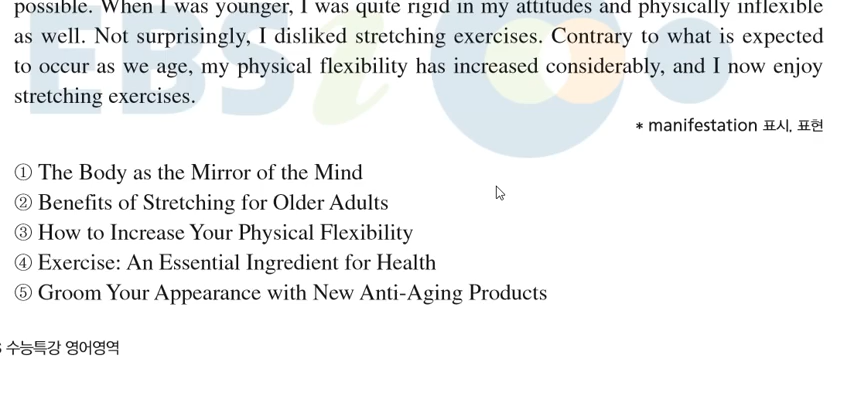 possible. When I was younger, I was quite rigid in my attitudes and physically inflexible
as well. Not surprisingly, I disliked stretching exercises. Contrary to what is expected
to occur as we age, my physical flexibility has increased considerably, and I now enjoy
stretching exercises.
* manifestation 표시, 표현
① The Body as the Mirror of the Mind
② Benefits of Stretching for Older Adults
③ How to Increase Your Physical Flexibility
④ Exercise: An Essential Ingredient for Health
⑤ Groom Your Appearance with New Anti-Aging Products
수능특강 영어영역
EBSi